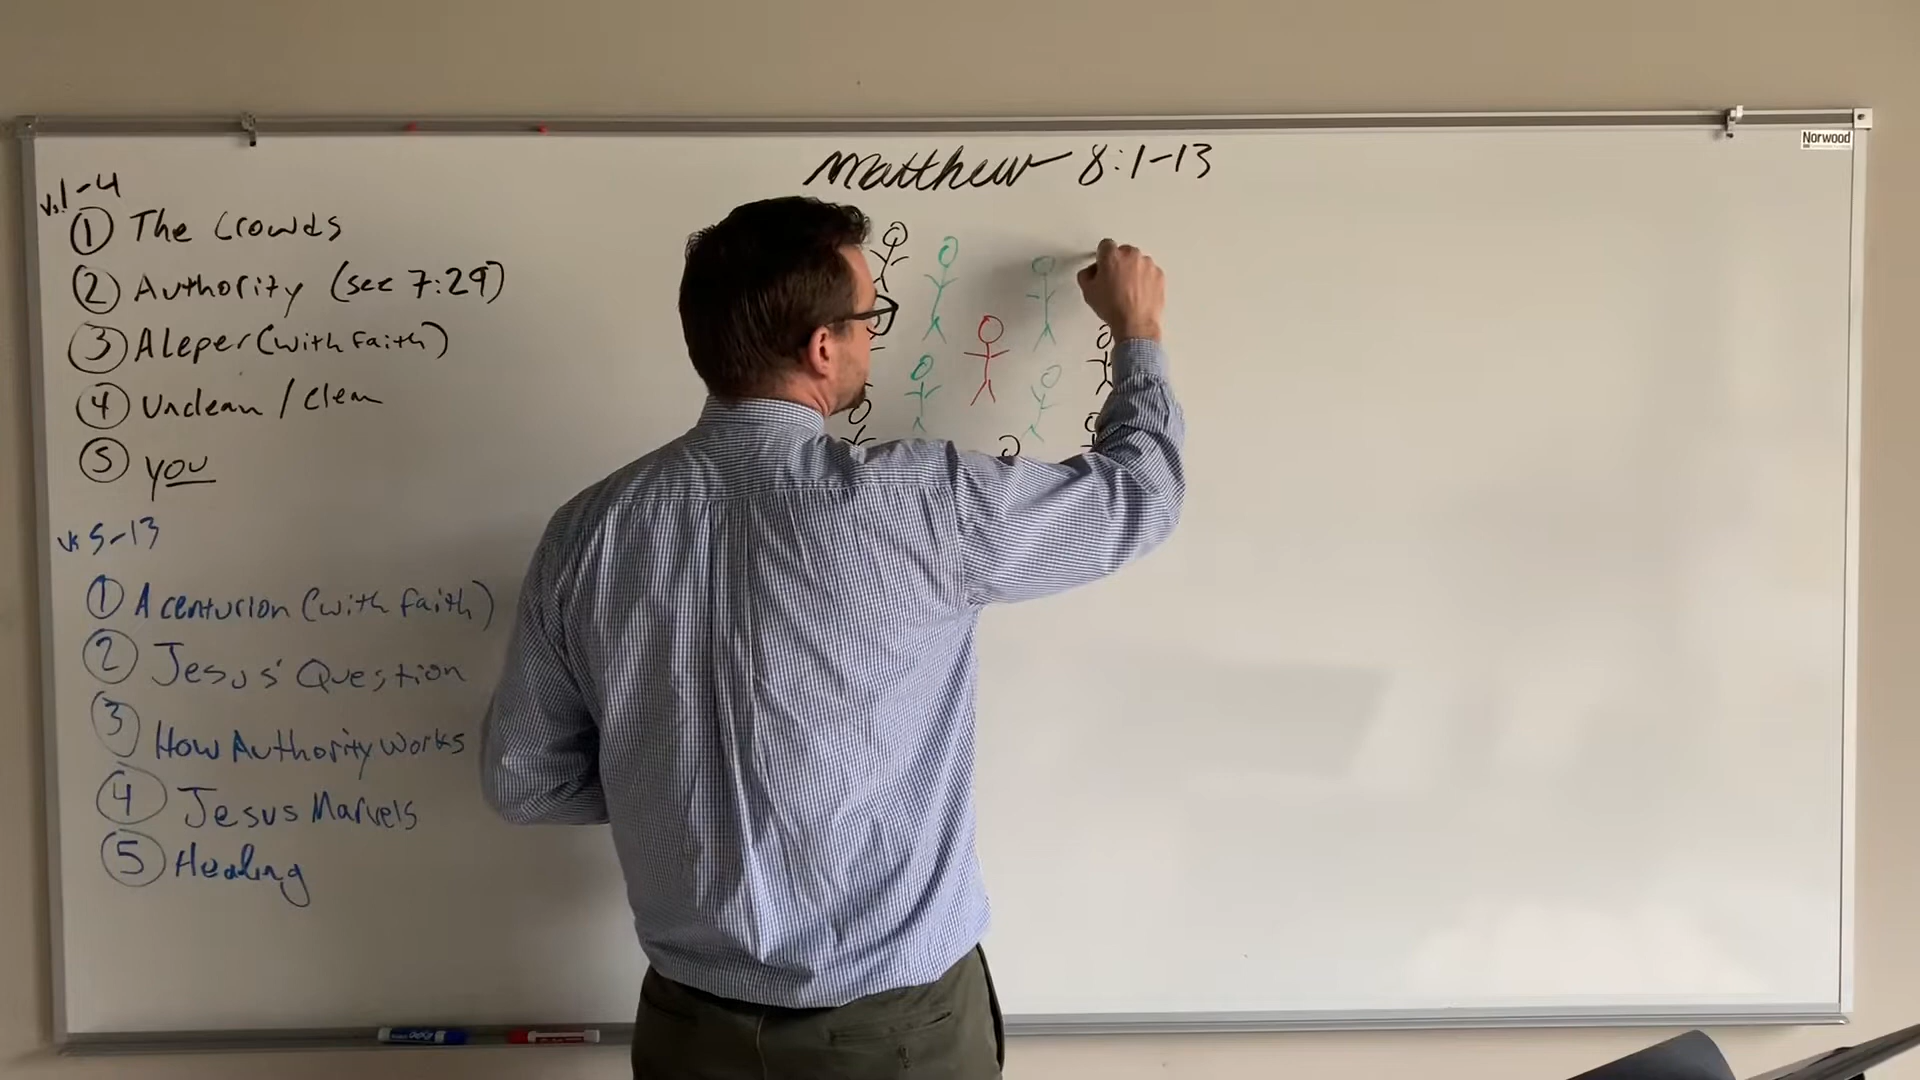 Matthew 8:1-13
Norwood
vs. 1-4
① The Crowds
② Authority (see 7:29)
③ A leper (with faith)
④ Unclean / Clean
⑤ you
vs 5-13
① A centurion (with faith)
② Jesus' Question
③ How Authority Works
④ Jesus Marvels
⑤ Healing